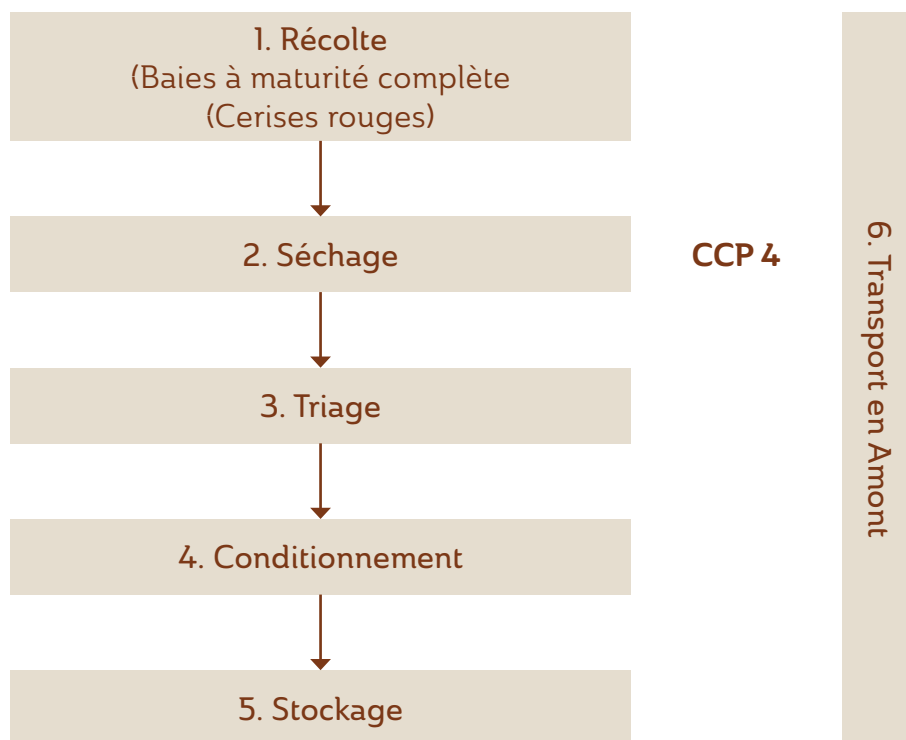 1. Récolte
(Baies à maturité complète
(Cerises rouges)
2. Séchage
CCP 4
3. Triage
4. Conditionnement
5. Stockage
6. Transport en Amont